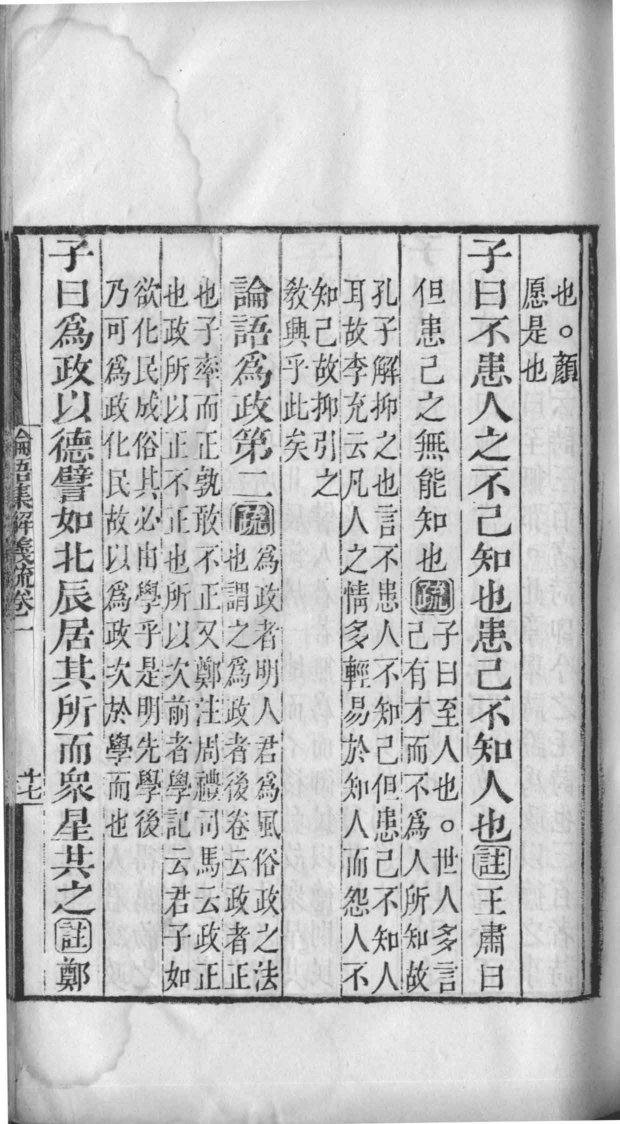 也。顏
愿是也
子曰不患人之不己知也患己不知人也註王肅曰
但患己之無能知也疏子曰至人也。世人多言
己有才而不爲人所知故
孔子解抑之也言不患人不知己但患己不知人
耳故李充云凡人之情多輕易於知人而怨人不
知己故抑引之
敎興乎此矣
論語爲政第二疏爲政者明人君爲風俗政之法
也謂之爲政者後卷云政者正
也子率而正孰敢不正又鄭注周禮司馬云政正
也政所以正不正也所以次前者學記云君子如
欲化民成俗其必由學乎是明先學後
乃可爲政化民故以爲政次於學而也
子曰爲政以德譬如北辰居其所而衆星共之註鄭
論語集解義疏卷一
十七